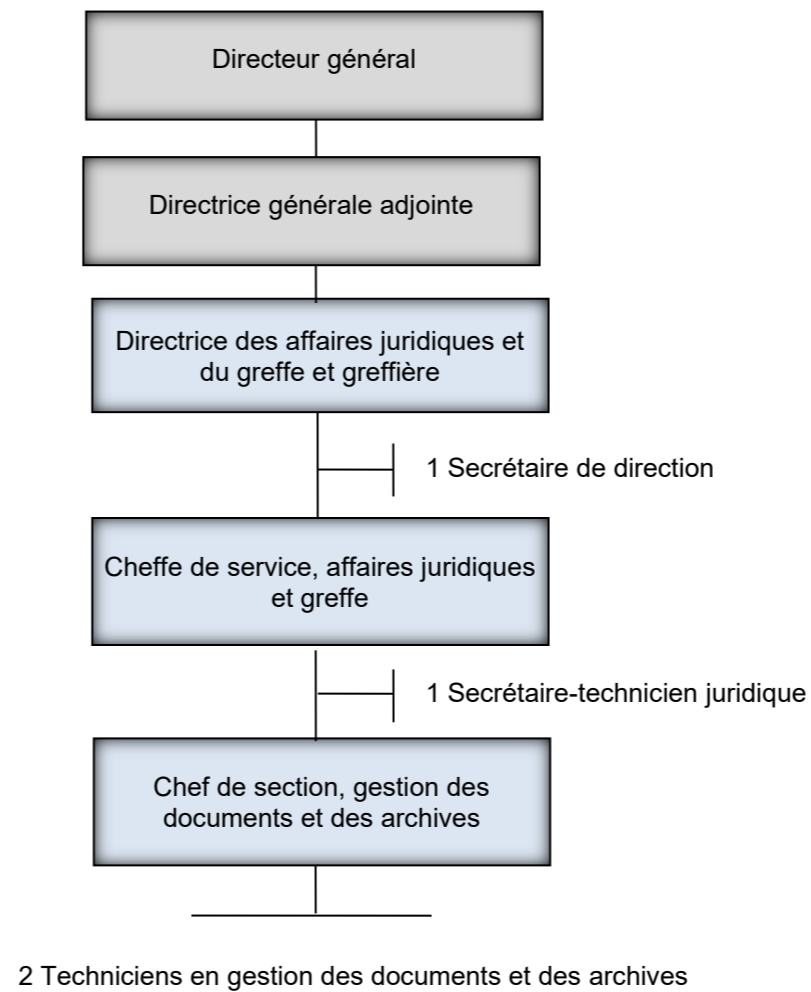 Directeur général
Directrice générale adjointe
Directrice des affaires juridiques et
du greffe et greffière
1 Secrétaire de direction
Cheffe de service, affaires juridiques
et greffe
1 Secrétaire-technicien juridique
Chef de section, gestion des
documents et des archives
2 Techniciens en gestion des documents et des archives